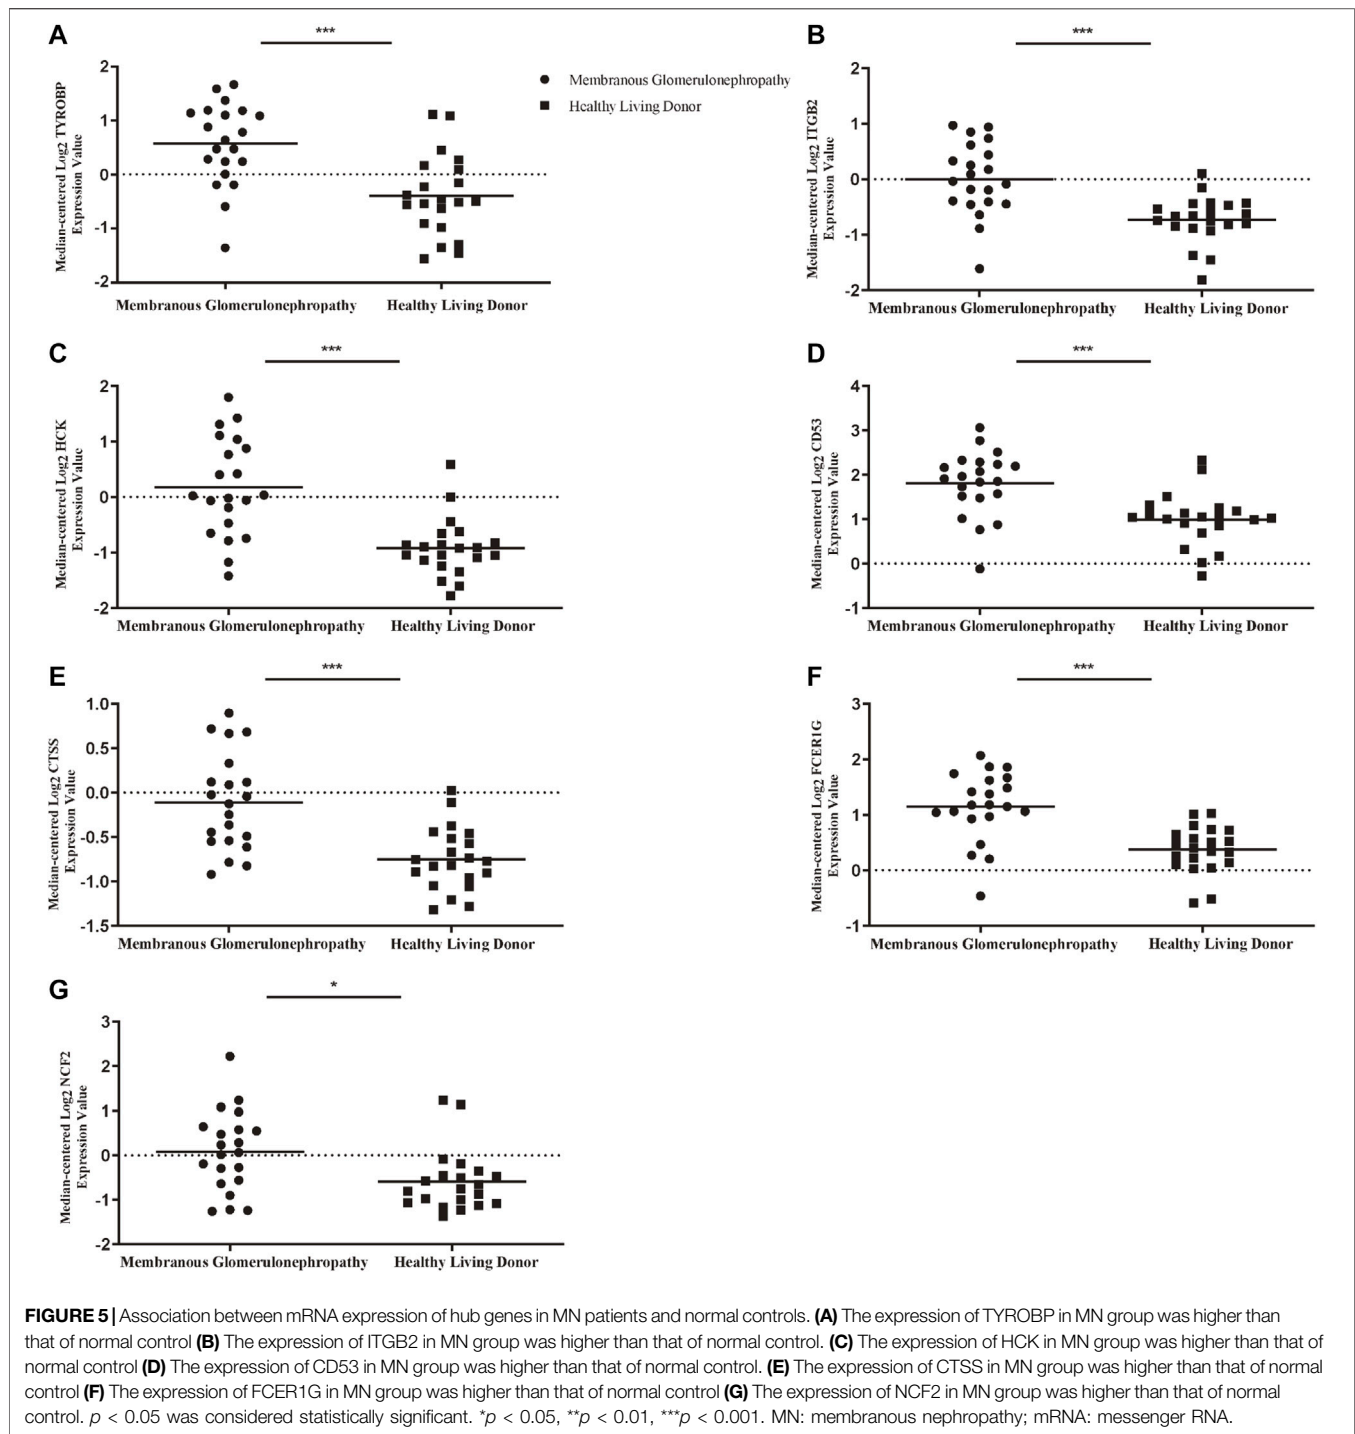 A
***
2
1
0
-1
-2
Median-centered Log2 TYROBP
Expression Value
Membranous Glomerulonephropathy
Healthy Living Donor
Membranous Glomerulonephropathy
Healthy Living Donor
B
***
2
1
0
-1
-2
Median-centered Log2 ITGB2
Expression Value
Membranous Glomerulonephropathy
Healthy Living Donor
C
***
2
1
0
-1
-2
Median-centered Log2 HCK
Expression Value
Membranous Glomerulonephropathy
Healthy Living Donor
D
***
4
3
2
1
0
-1
Median-centered Log2 CD53
Expression Value
Membranous Glomerulonephropathy
Healthy Living Donor
E
***
1.0
0.5
0.0
-0.5
-1.0
-1.5
Median-centered Log2 CTSS
Expression Value
Membranous Glomerulonephropathy
Healthy Living Donor
F
***
3
2
1
0
-1
Median-centered Log2 FCER1G
Expression Value
Membranous Glomerulonephropathy
Healthy Living Donor
G
*
3
2
1
0
-1
-2
Median-centered Log2 NCF2
Expression Value
Membranous Glomerulonephropathy
Healthy Living Donor
FIGURE 5 | Association between mRNA expression of hub genes in MN patients and normal controls. (A) The expression of TYROBP in MN group was higher than
that of normal control (B) The expression of ITGB2 in MN group was higher than that of normal control. (C) The expression of HCK in MN group was higher than that of
normal control (D) The expression of CD53 in MN group was higher than that of normal control. (E) The expression of CTSS in MN group was higher than that of normal
control (F) The expression of FCER1G in MN group was higher than that of normal control (G) The expression of NCF2 in MN group was higher than that of normal
control. p < 0.05 was considered statistically significant. *p < 0.05, **p < 0.01, ***p < 0.001. MN: membranous nephropathy; mRNA: messenger RNA.